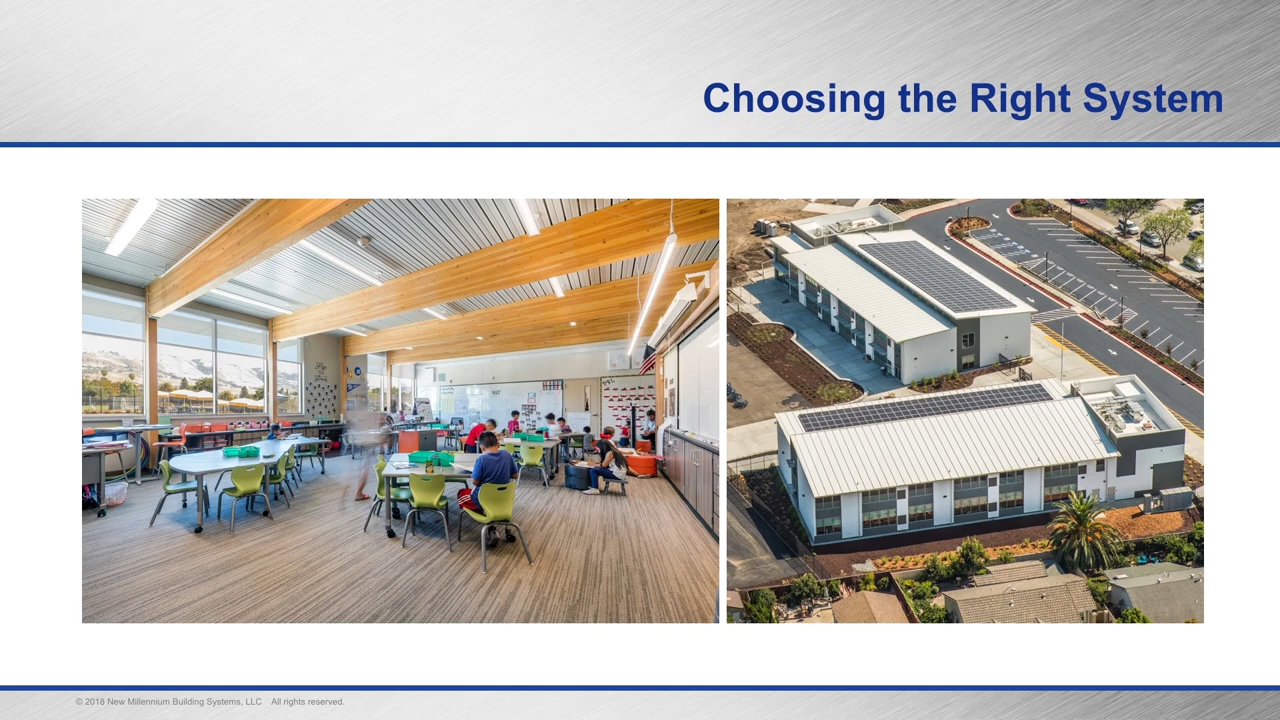 Choosing the Right System
© 2018 New Millennium Building Systems, LLC All rights reserved.